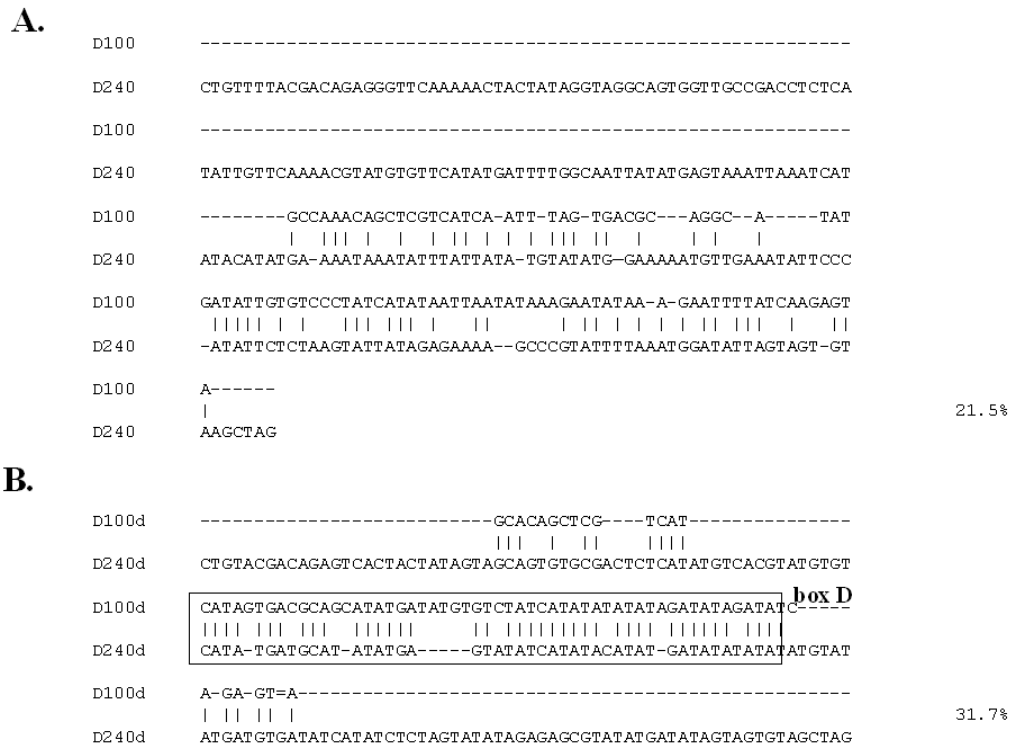 A.
D100 ------------------------------------------------------------
D240 CTGTTTTACGACAGAGGGTTCAAAAACTACTATAGGTAGGCAGTGGTTGCCGACCTCTCA
D100 ------------------------------------------------------------
D240 TATTGTTCAAAACGTATGTGTTCATATGATTTTGGCAATTATATGAGTAAATTAAATCAT
D100 --------GCCAAACAGCTCGTCATCA-ATT-TAG-TGACGC---AGGC--A-----TAT
| ||| | | | || | | | ||| || | | | |
D240 ATACATATGA-AAATAAATATTTATTATA-TGTATATG-GAAAAATGTTGAAATATTCCC
D100 GATATTGTGTCCCTATCATATAATTAATATAAAGAATATAA-A-GAATTTTATCAAGAGT
||||| | | ||| ||| | || | || | | | | || ||| | ||
D240 -ATATTCTCTAAGTATTATAGAGAAAA--GCCCGTATTTTAAATGGATATTAGTAGT-GT
D100 A------
|
D240 AAGCTAG
21.5%
B.
D100d ---------------------------GCACAGCTCG----TCAT---------------
||| | || ||||
D240d CTGTACGACAGAGTCACTACTATAGTAGCAGTGTGCGACTCTCATATGTCACGTATGTGT
box D
D100d CATAGTGACGCAGCATATGATATGTGTCTATCATATATATATAGATATAGATATC-----
|||| ||| ||| |||||| || ||||||||| |||| |||||| ||||
D240d CATA-TGATGCAT-ATATGA-----GTATATCATATACATAT-GATATATATATATGTAT
D100d A-GA-GT=A---------------------------------------------------
| || || |
D240d ATGATGTGATATCATATCTCTAGTATATAGAGAGCGTATATGATATAGTAGTGTAGCTAG
31.7%